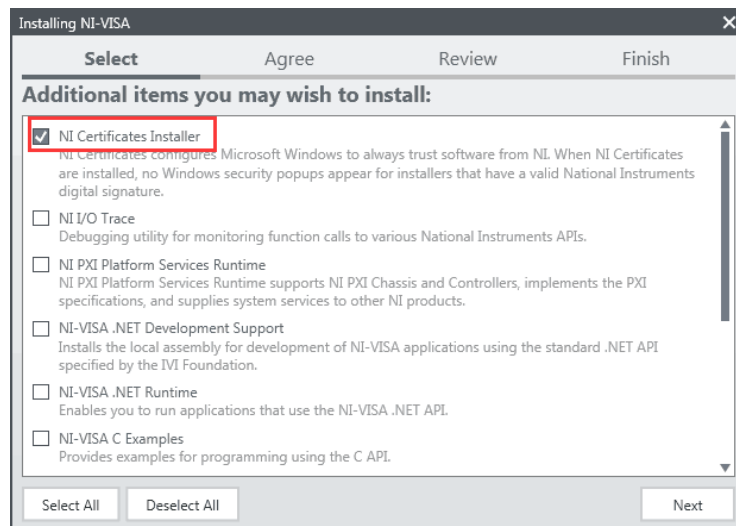 Installing NI-VISA
Select Agree Review Finish
Additional items you may wish to install:
NI Certificates Installer
NI Certificates configures Microsoft Windows to always trust software from NI. When NI Certificates
are installed, no Windows security popups appear for installers that have a valid National Instruments
digital signature.
NI I/O Trace
Debugging utility for monitoring function calls to various National Instruments APIs.
NI PXI Platform Services Runtime
NI PXI Platform Services Runtime supports NI PXI Chassis and Controllers, implements the PXI
specifications, and supplies system services to other NI products.
NI-VISA .NET Development Support
Installs the local assembly for development of NI-VISA applications using the standard .NET API
specified by the IVI Foundation.
NI-VISA .NET Runtime
Enables you to run applications that use the NI-VISA .NET API.
NI-VISA C Examples
Provides examples for programming using the C API.
Select All Deselect All Next